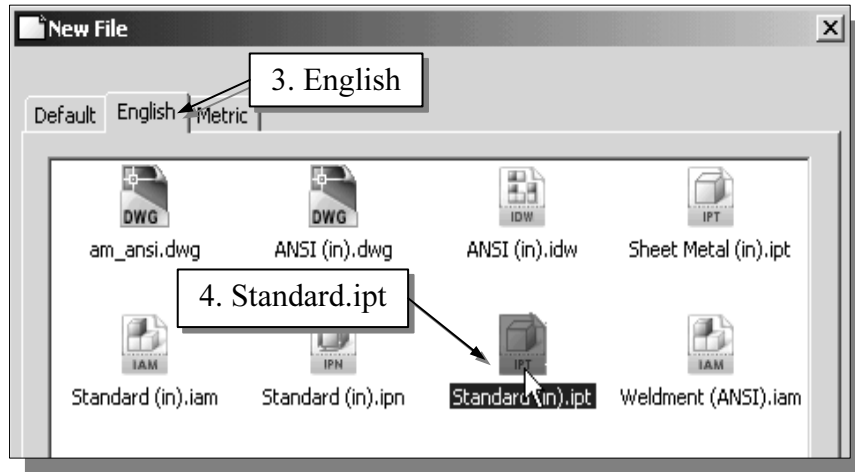 New File
3. English
Default English Metric
DWG DWG IDW IPT
am_ansi.dwg ANSI (in).dwg ANSI (in).idw Sheet Metal (in).ipt
4. Standard.ipt
IAM IPN IPT IAM
Standard (in).iam Standard (in).ipn Standard (in).ipt Weldment (ANSI).iam